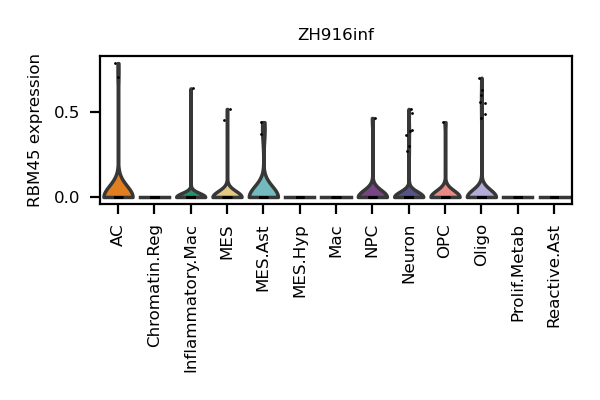 ZH916inf
RBM45 expression
0.5
0.0
AC
Chromatin.Reg
Inflammatory.Mac
MES
MES.Ast
MES.Hyp
Mac
NPC
Neuron
OPC
Oligo
Prolif.Metab
Reactive.Ast